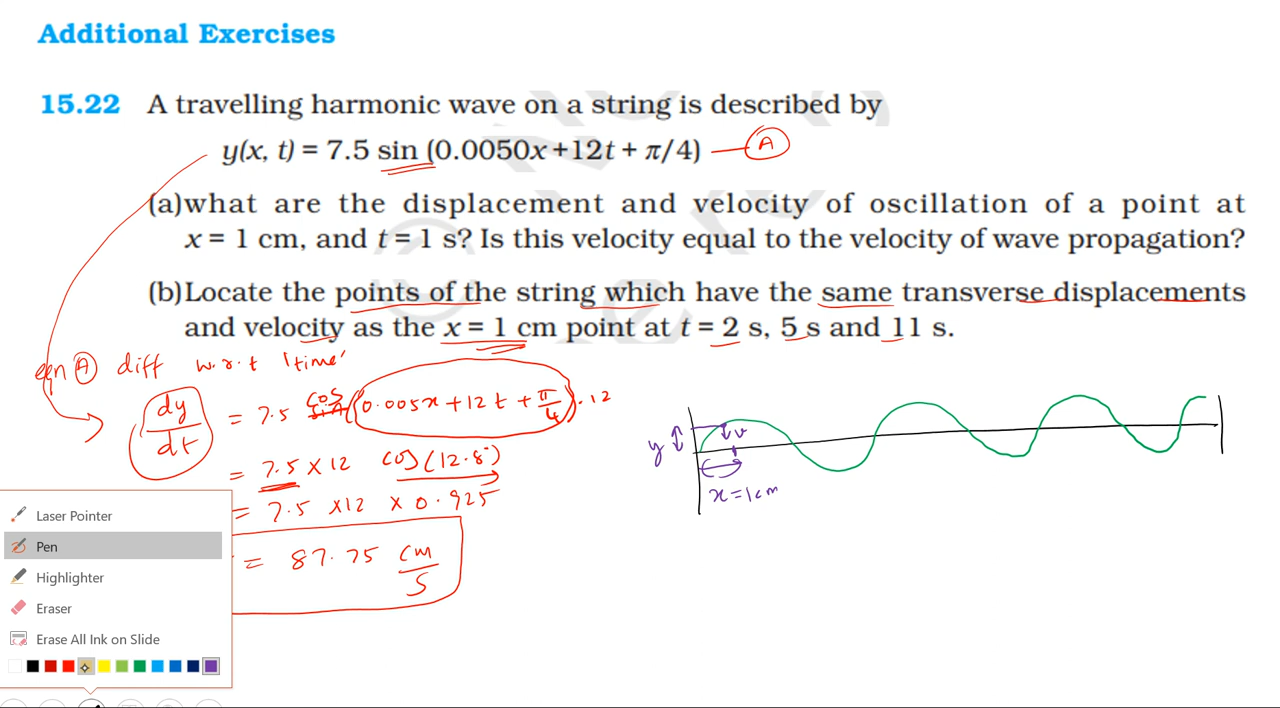 Additional Exercises
15.22 A travelling harmonic wave on a string is described by
y(x, t) = 7.5 sin (0.0050x +12t + π/4) — A
(a)what are the displacement and velocity of oscillation of a point at
x = 1 cm, and t = 1 s? Is this velocity equal to the velocity of wave propagation?
(b)Locate the points of the string which have the same transverse displacements
and velocity as the x = 1 cm point at t = 2 s, 5 s and 11 s.
eqn A diff w.r.t 'time'
dy/dt = 7.5 cos (0.005x + 12t + π/4) . 12
= 7.5 × 12 cos (12.8°)
= 7.5 × 12 × 0.925
= 87.75 cm/s
y
v
x = 1 cm
Laser Pointer
Pen
Highlighter
Eraser
Erase All Ink on Slide